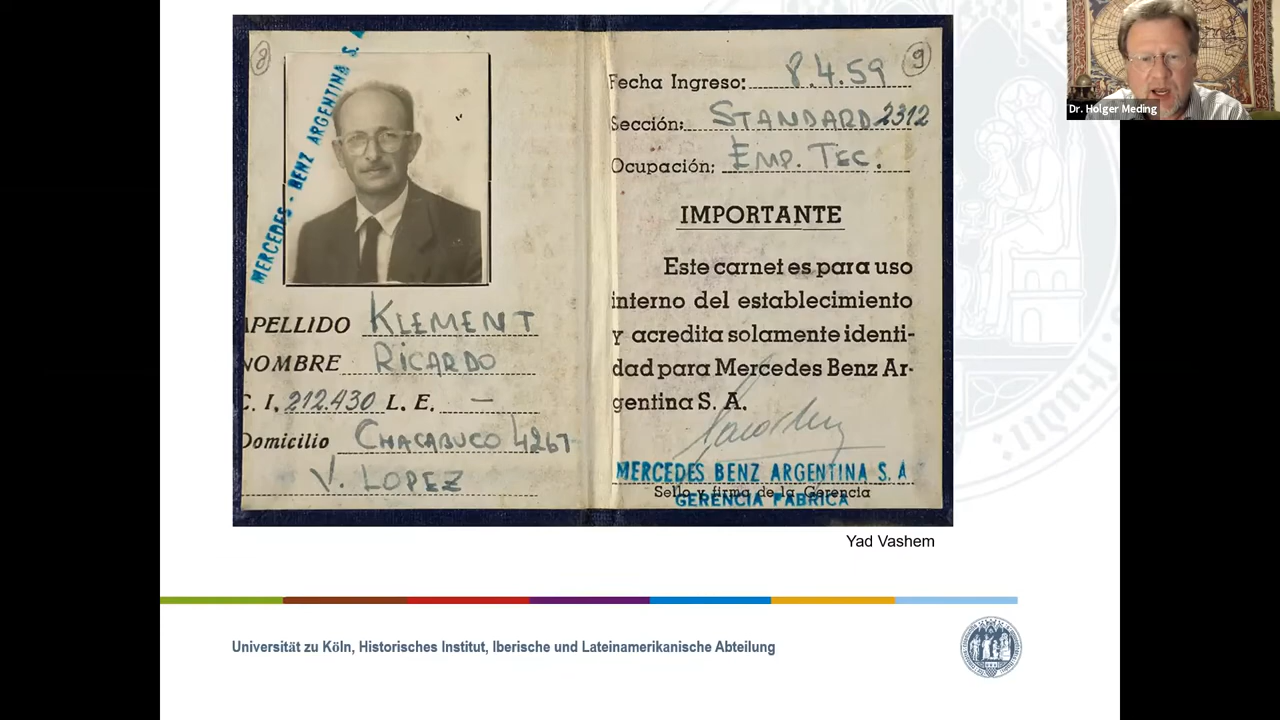 8
MERCEDES - BENZ ARGENTINA S. A
APELLIDO KLEMENT
NOMBRE RICARDO
C. I. 212.430 L. E. —
Domicilio CHACABUCO 4267
V. LOPEZ
9
Fecha Ingreso: 8.4.59
Sección: STANDARD 2312
Ocupación: EMP. TEC.
IMPORTANTE
Este carnet es para uso
interno del establecimiento
y acredita solamente identi-
dad para Mercedes Benz Ar-
gentina S. A.
MERCEDES BENZ ARGENTINA S. A
Sello y firma de la Gerencia
GERENCIA FABRICA
Yad Vashem
Universität zu Köln, Historisches Institut, Iberische und Lateinamerikanische Abteilung
Dr. Holger Meding